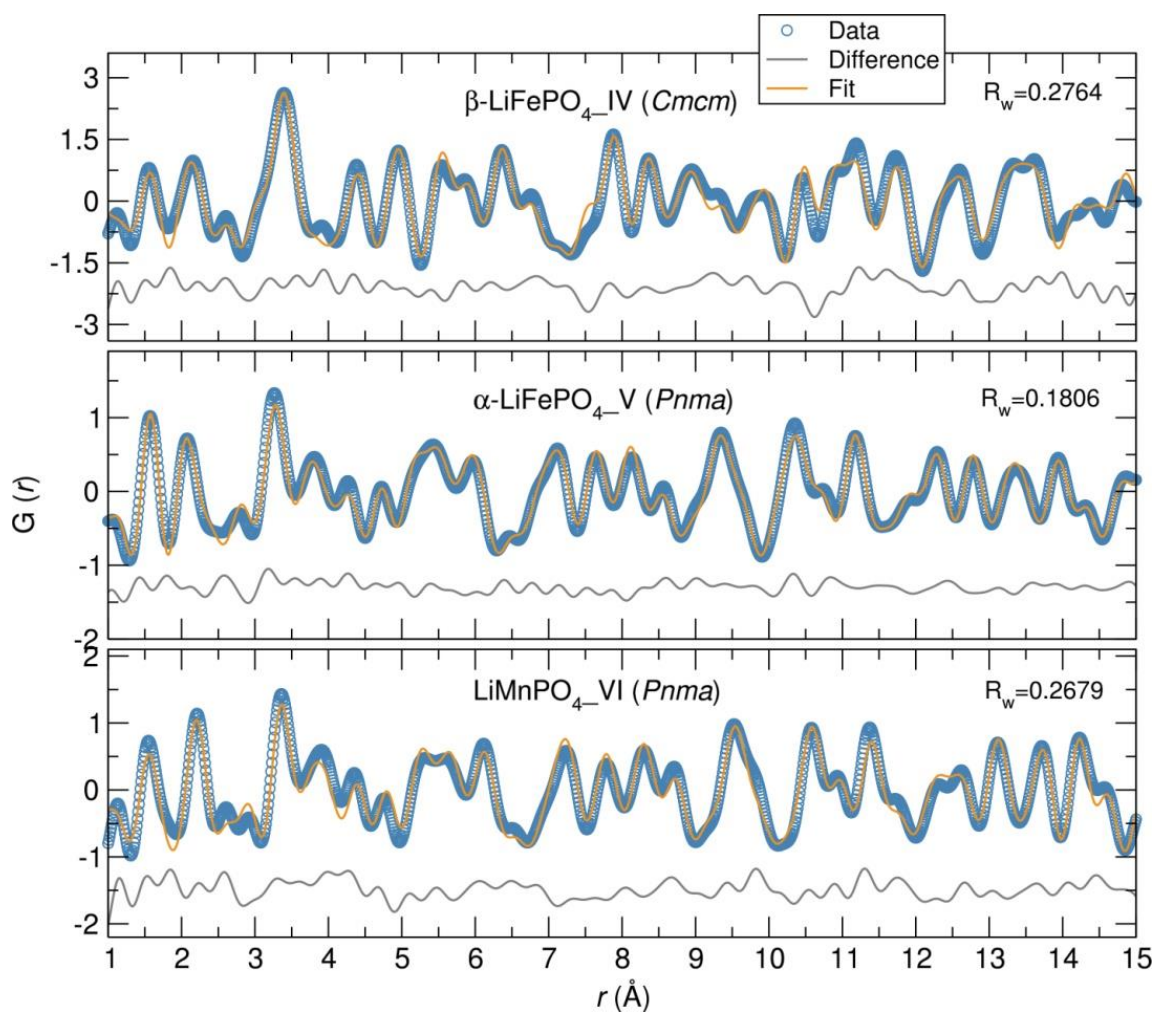 Data
Difference
Fit
3
1.5
0
-1.5
-3
β-LiFePO4_IV (Cmcm)
Rw=0.2764
1
0
-1
-2
α-LiFePO4_V (Pnma)
Rw=0.1806
G (r)
2
1
0
-1
-2
LiMnPO4_VI (Pnma)
Rw=0.2679
1 2 3 4 5 6 7 8 9 10 11 12 13 14 15
r (Å)